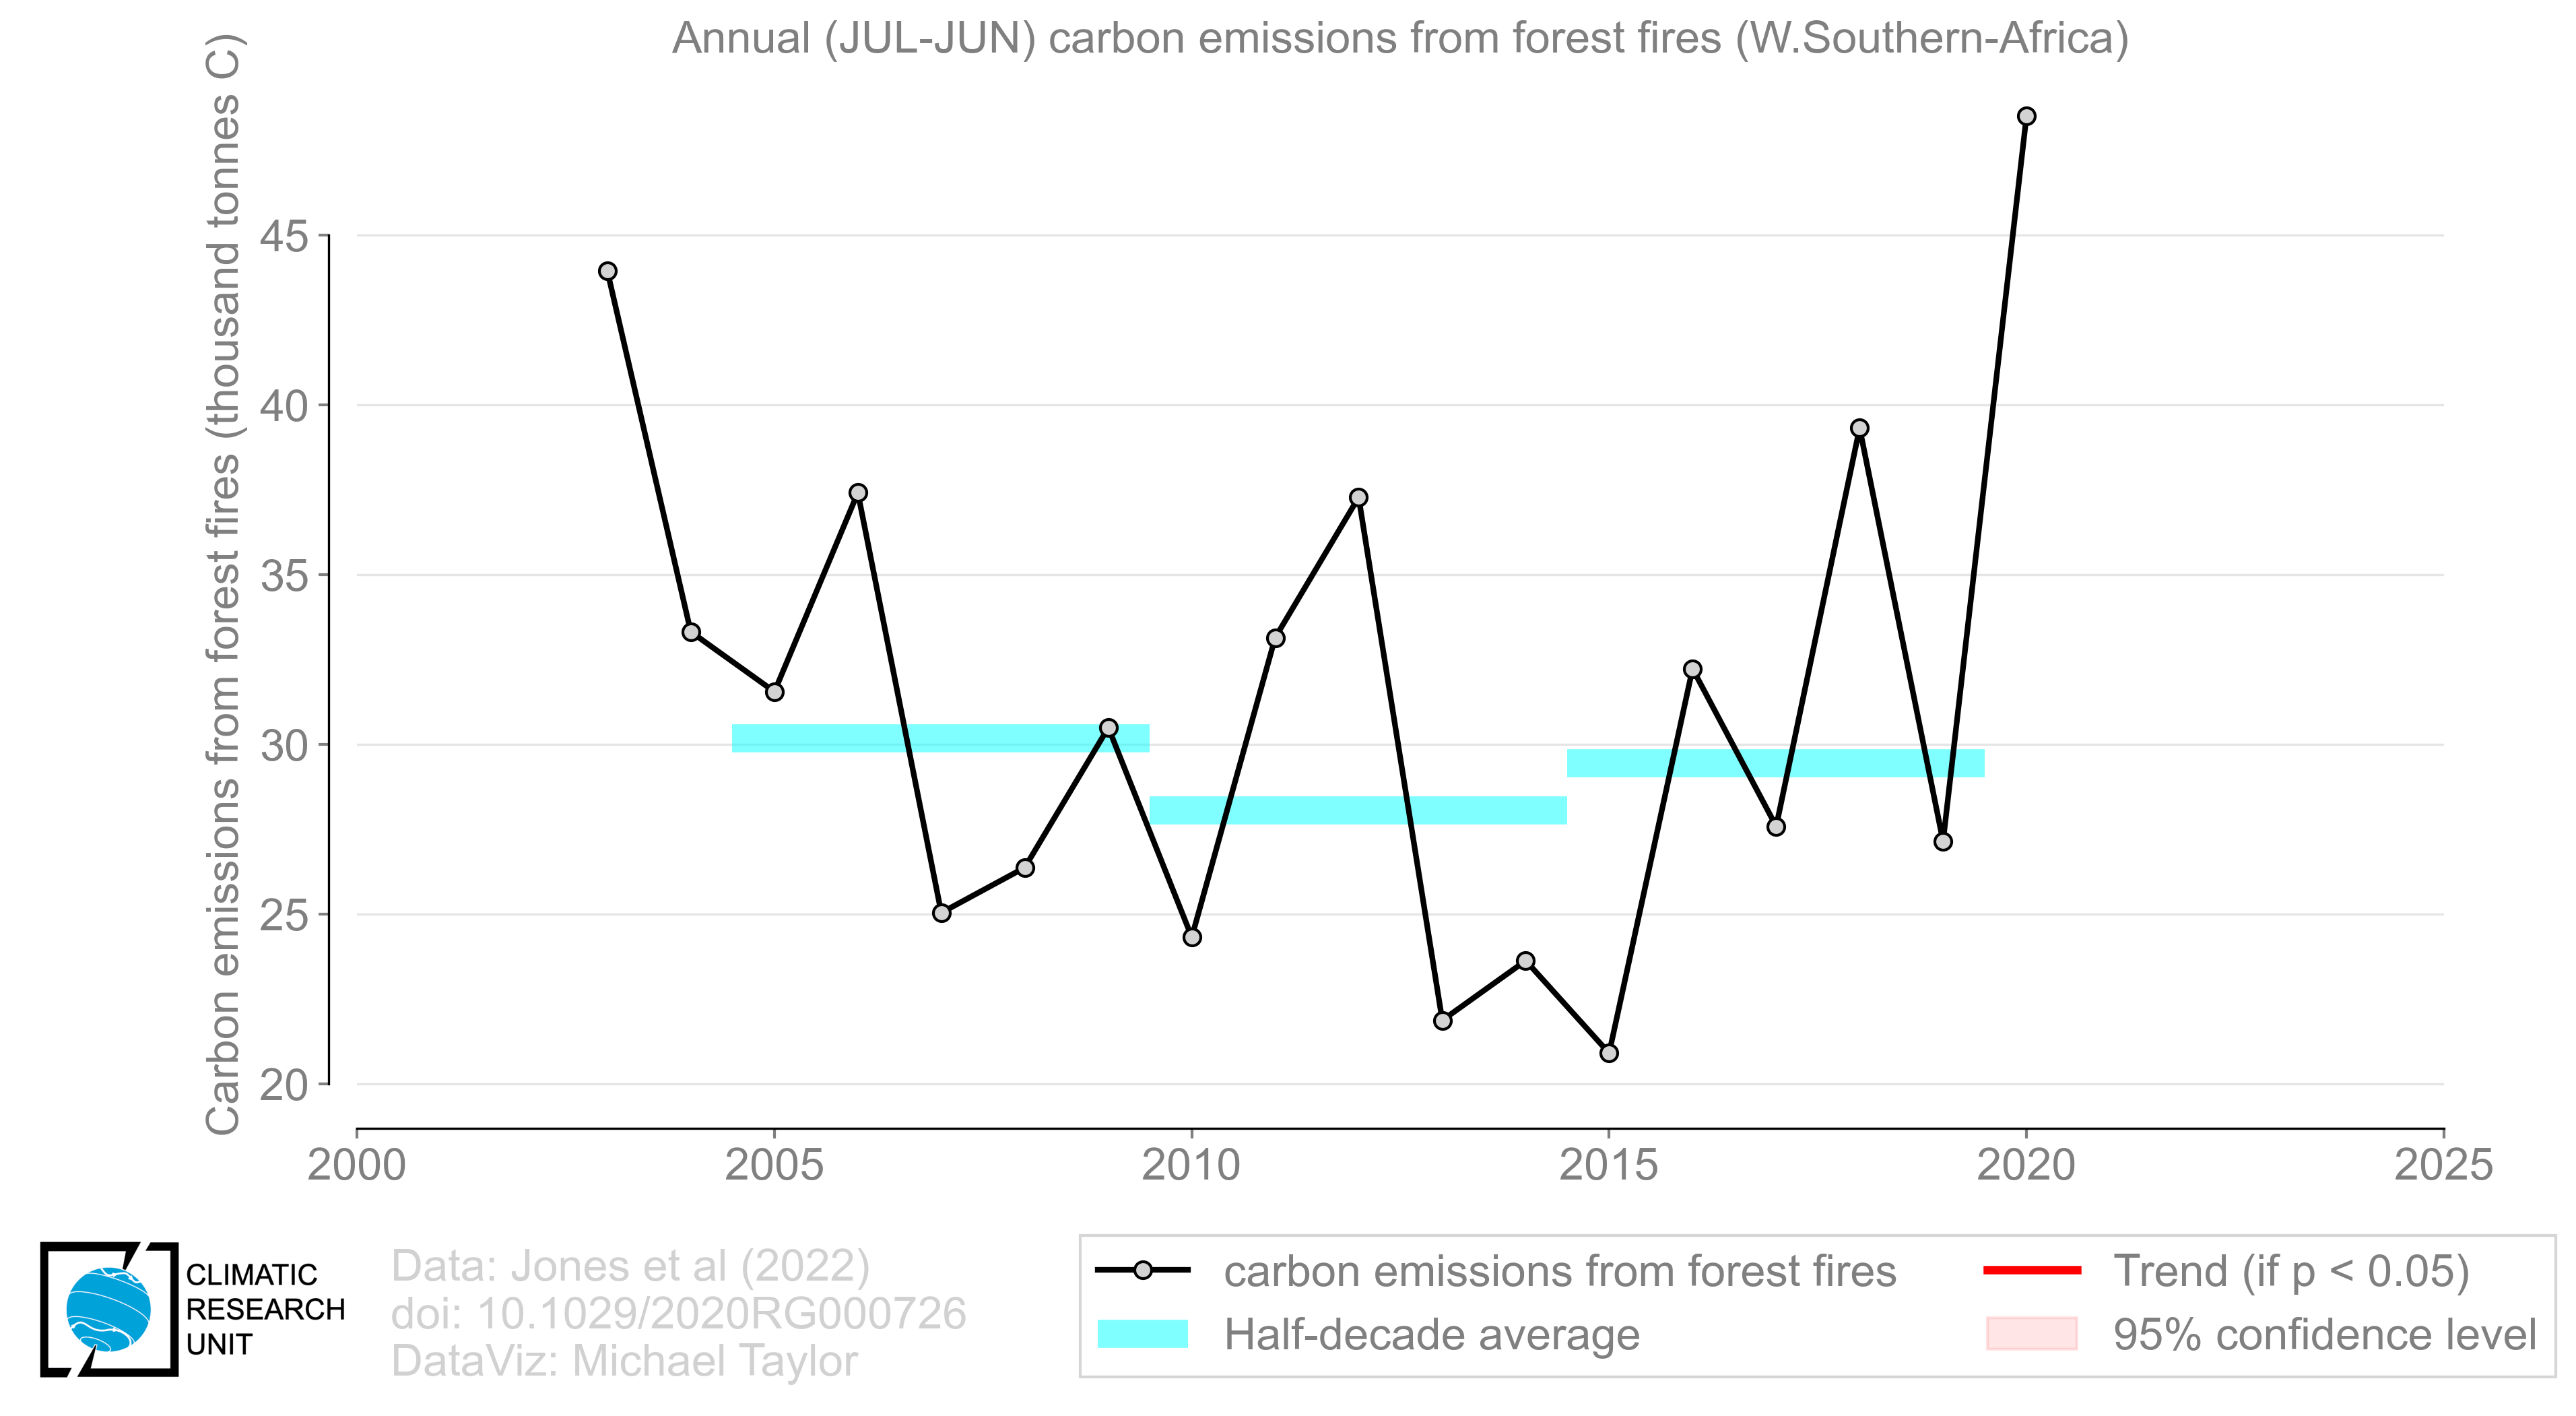 Annual (JUL-JUN) carbon emissions from forest fires (W.Southern-Africa)
Carbon emissions from forest fires (thousand tonnes C)
45
40
35
30
25
20
2000
2005
2010
2015
2020
2025
CLIMATIC
RESEARCH
UNIT
Data: Jones et al (2022)
doi: 10.1029/2020RG000726
DataViz: Michael Taylor
carbon emissions from forest fires
Half-decade average
Trend (if p < 0.05)
95% confidence level